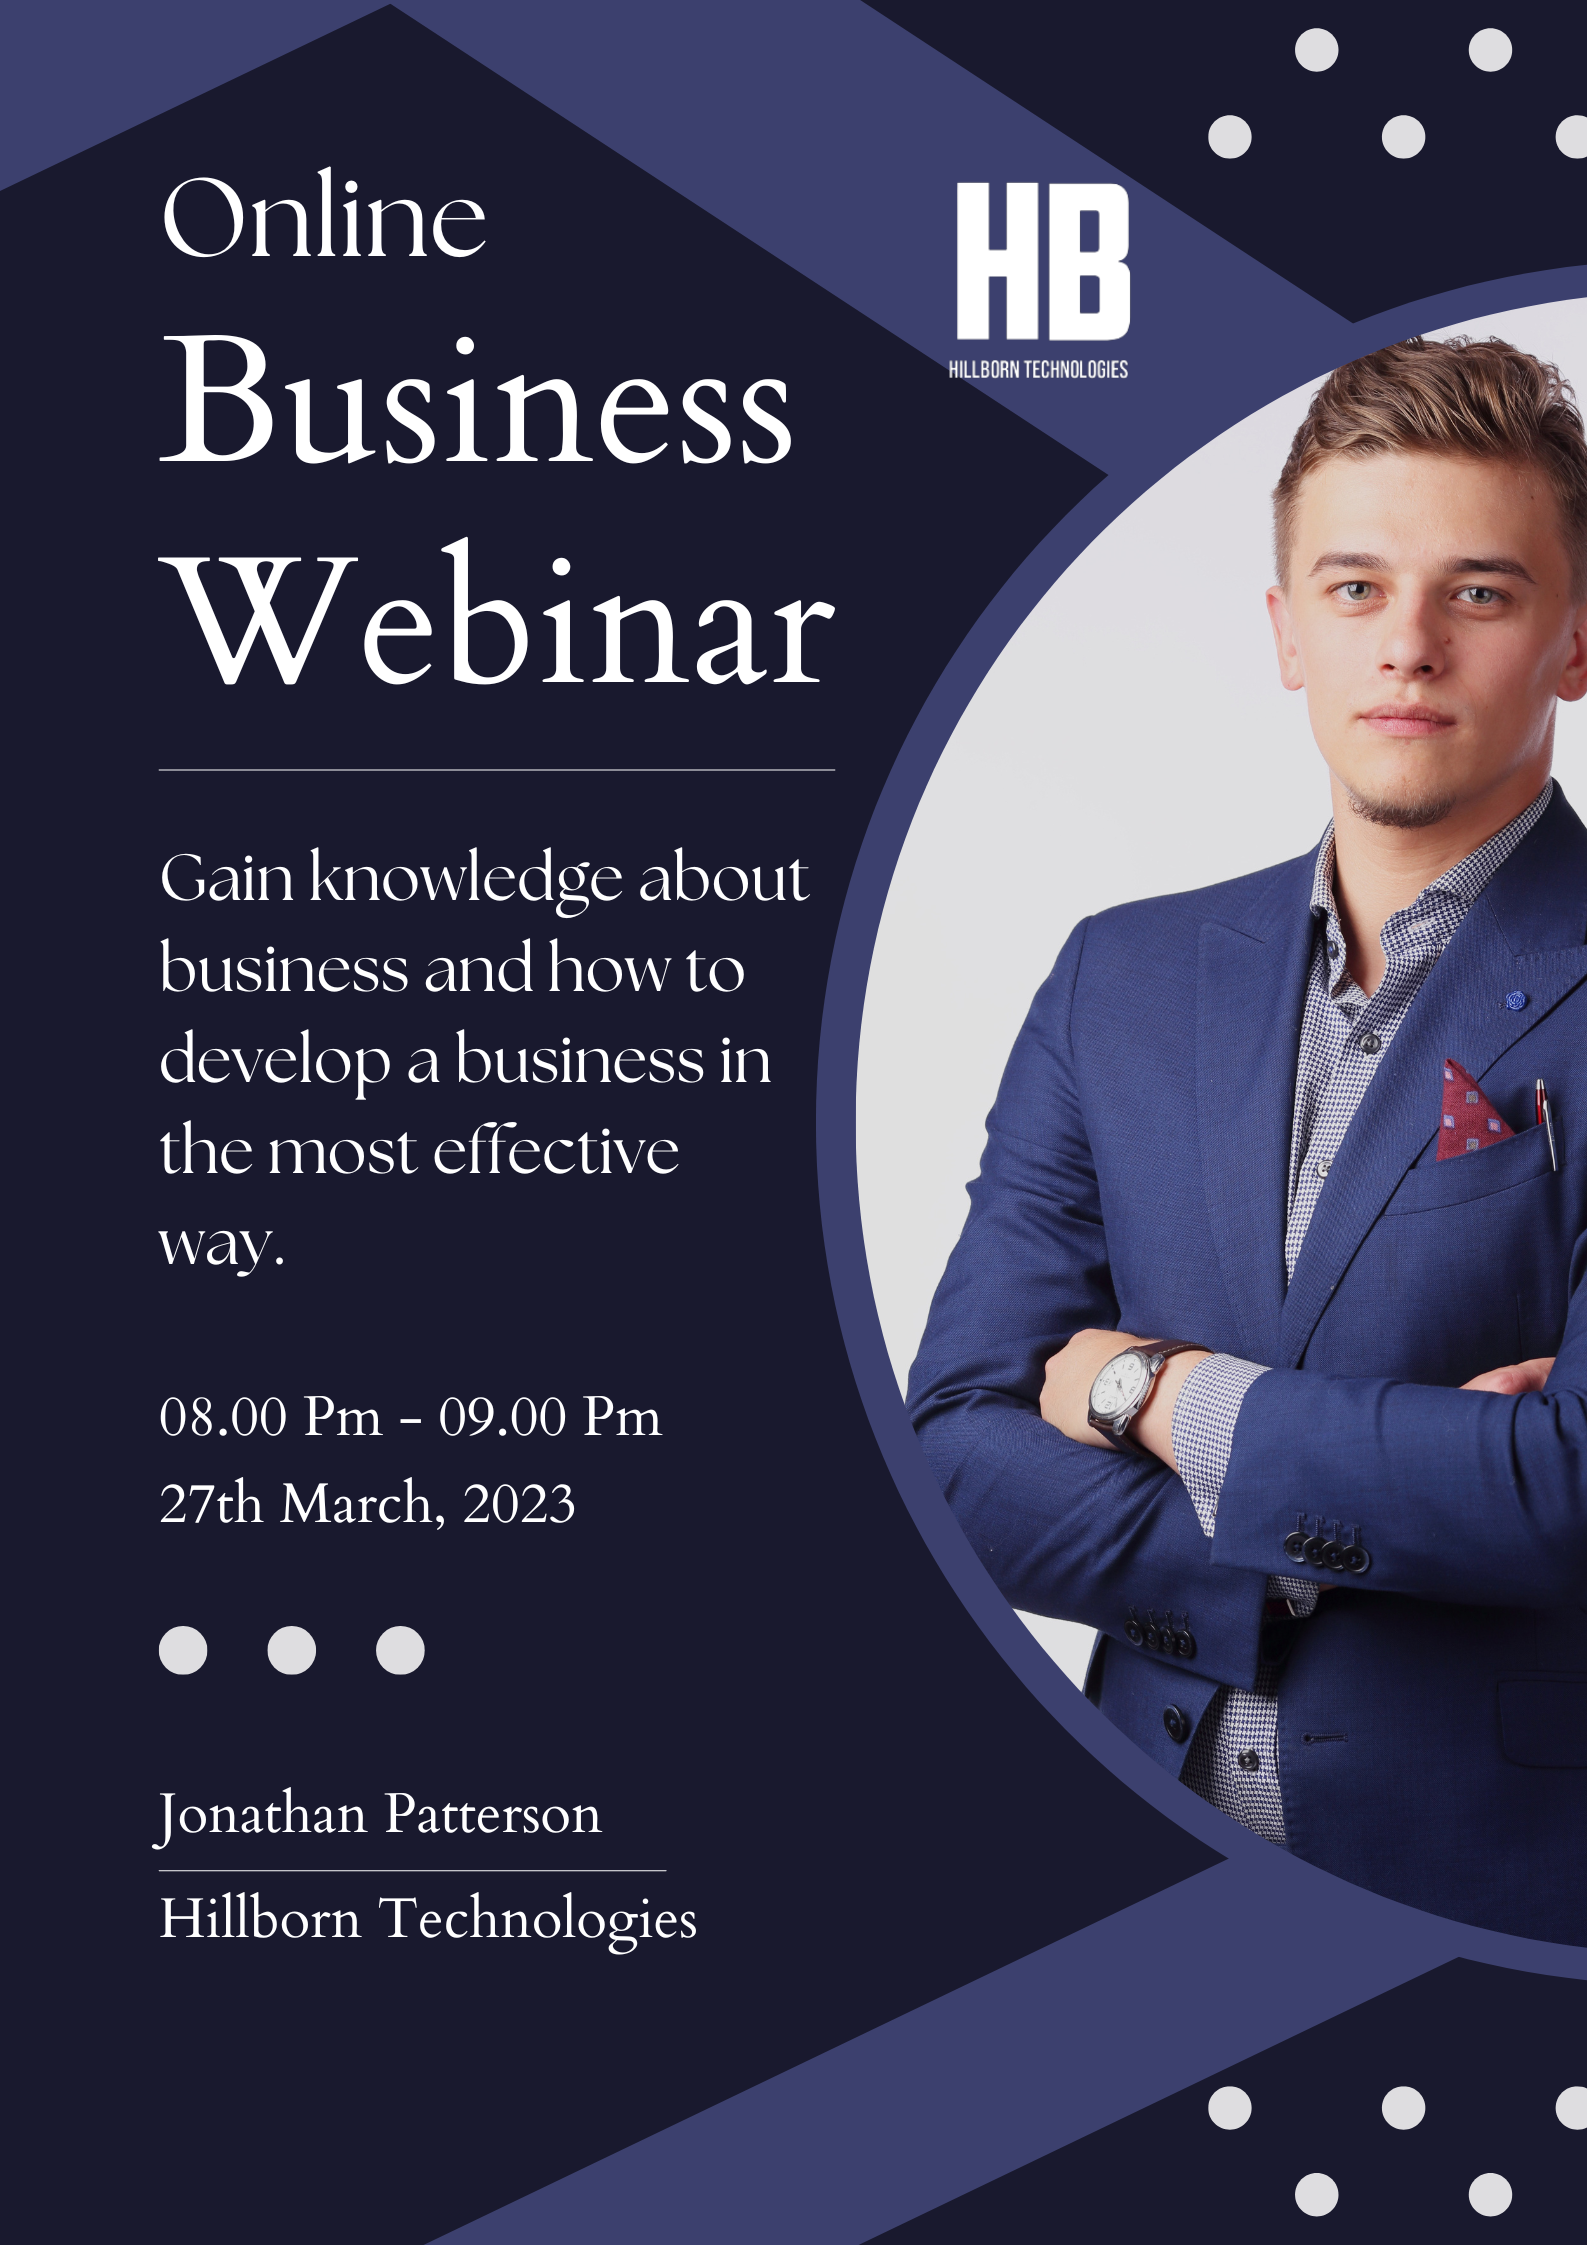 Online
Business
Webinar
HB
HILLBORN TECHNOLOGIES
Gain knowledge about
business and how to
develop a business in
the most effective
way.
08.00 Pm - 09.00 Pm
27th March, 2023
Jonathan Patterson
Hillborn Technologies